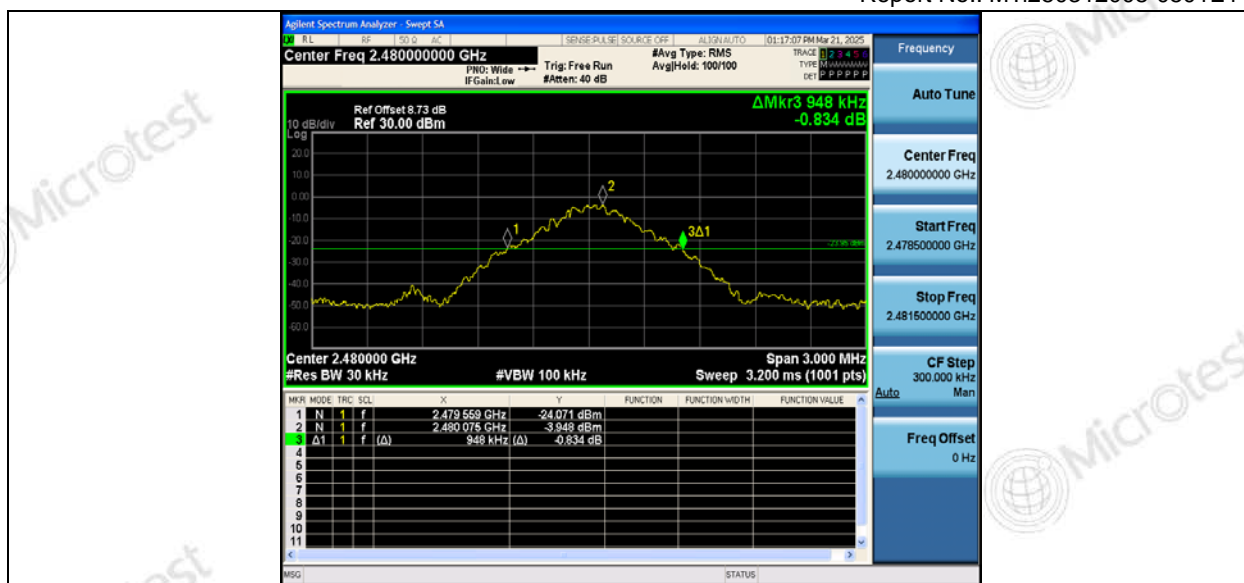 Agilent Spectrum Analyzer - Swept SA
RL RF 50 Ω AC SENSE:PULSE SOURCE OFF ALIGN AUTO 01:17:07 PM Mar 21, 2025
Center Freq 2.480000000 GHz
PNO: Wide
IFGain:Low
Trig: Free Run
#Atten: 40 dB
#Avg Type: RMS
Avg|Hold: 100/100
TRACE 1 2 3 4 5 6
TYPE M
DET P P P P P P
Frequency
ΔMkr3 948 kHz
-0.834 dB
Ref Offset 8.73 dB
10 dB/div Ref 30.00 dBm
Log
20.0
10.0
0.00
-10.0
-20.0
-30.0
-40.0
-50.0
-60.0
1
2
3Δ1
-23.95 dBm
Center 2.480000 GHz Span 3.000 MHz
#Res BW 30 kHz #VBW 100 kHz Sweep 3.200 ms (1001 pts)
MKR MODE TRC SCL X Y FUNCTION FUNCTION WIDTH FUNCTION VALUE
1 N 1 f 2.479 559 GHz -24.071 dBm
2 N 1 f 2.480 075 GHz -3.948 dBm
3 Δ1 1 f (Δ) 948 kHz (Δ) -0.834 dB
4
5
6
7
8
9
10
11
MSG STATUS
Auto Tune
Center Freq
2.480000000 GHz
Start Freq
2.478500000 GHz
Stop Freq
2.481500000 GHz
CF Step
300.000 kHz
Auto Man
Freq Offset
0 Hz
Microtest
Microtest